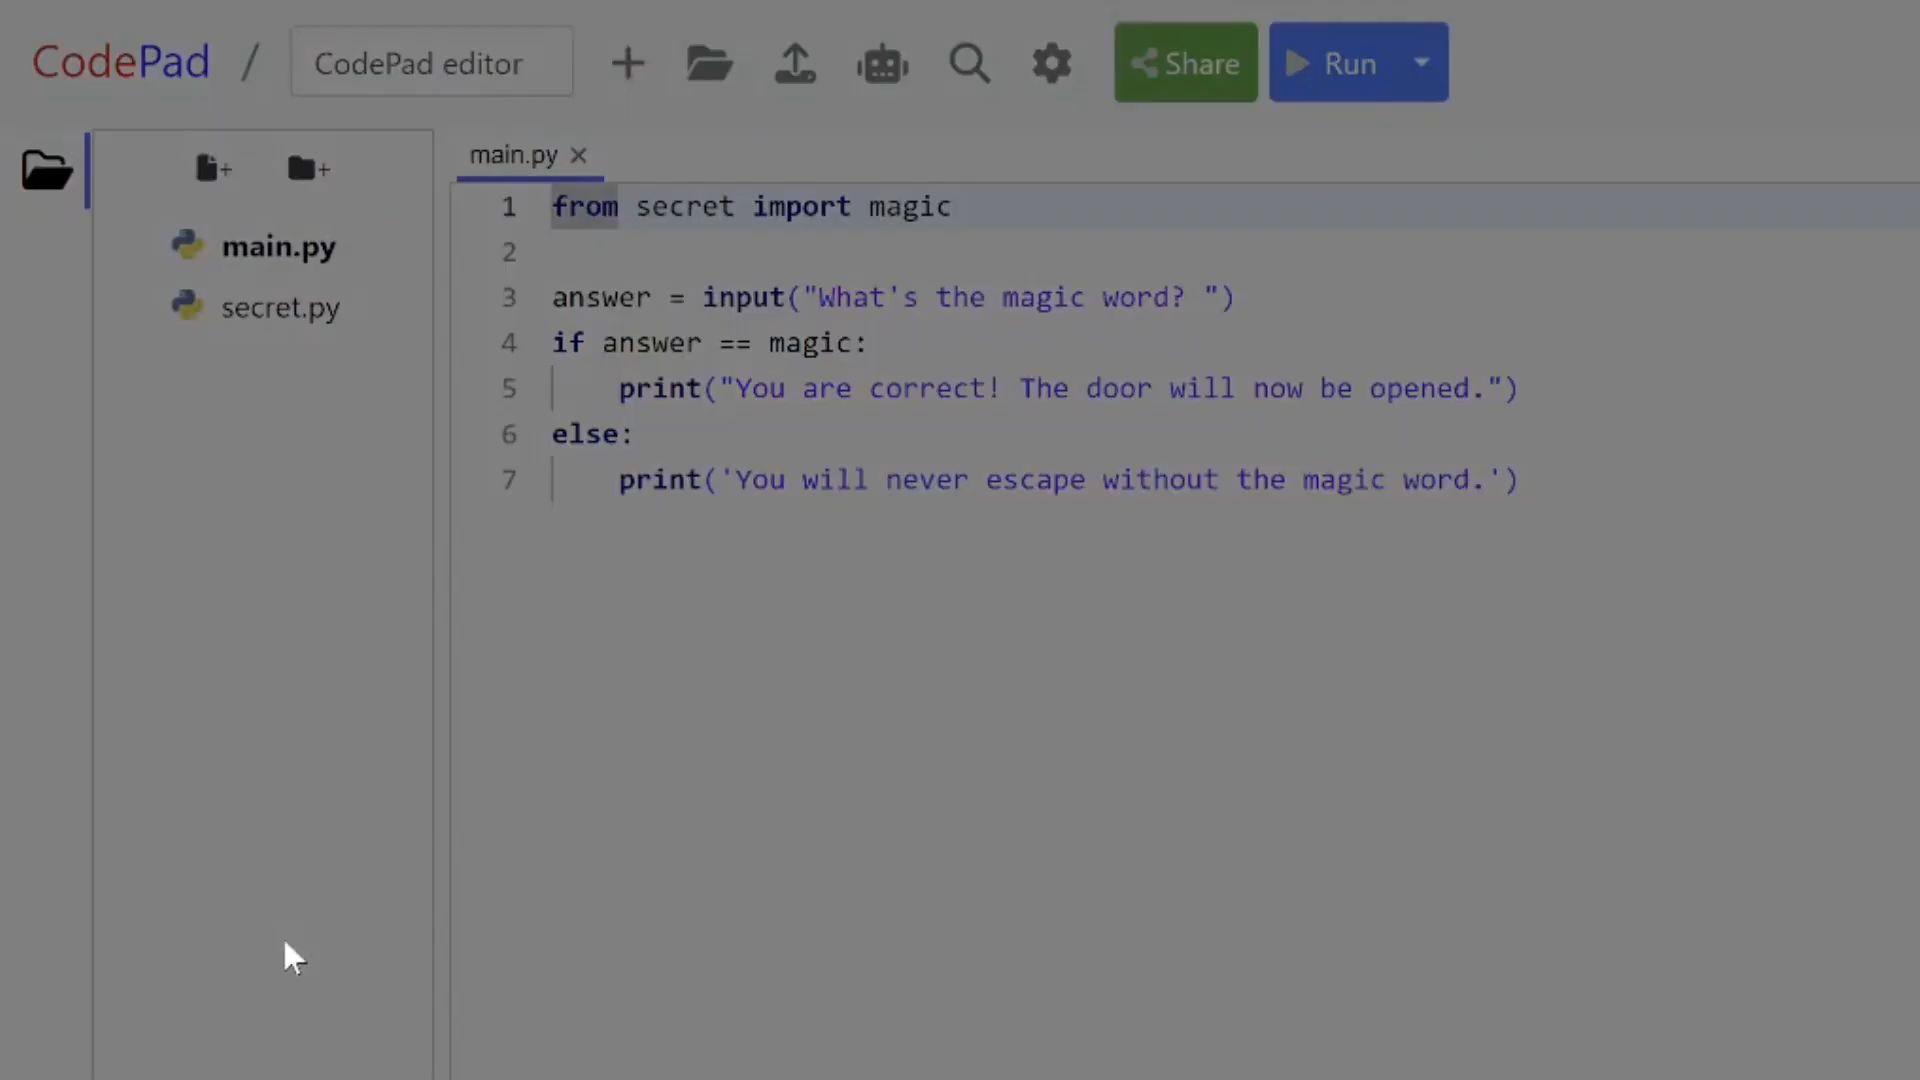 CodePad / CodePad editor Share Run
main.py
secret.py
main.py
1 from secret import magic
2
3 answer = input("What's the magic word? ")
4 if answer == magic:
5     print("You are correct! The door will now be opened.")
6 else:
7     print('You will never escape without the magic word.')